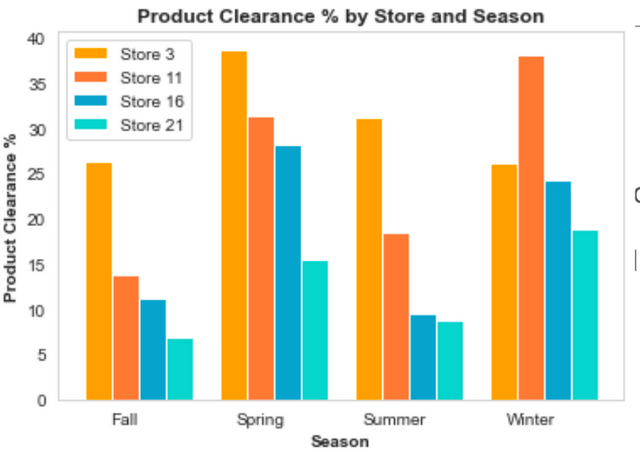 Product Clearance % by Store and Season
40
35
30
25
20
15
10
5
0
Product Clearance %
Store 3
Store 11
Store 16
Store 21
Fall Spring Summer Winter
Season